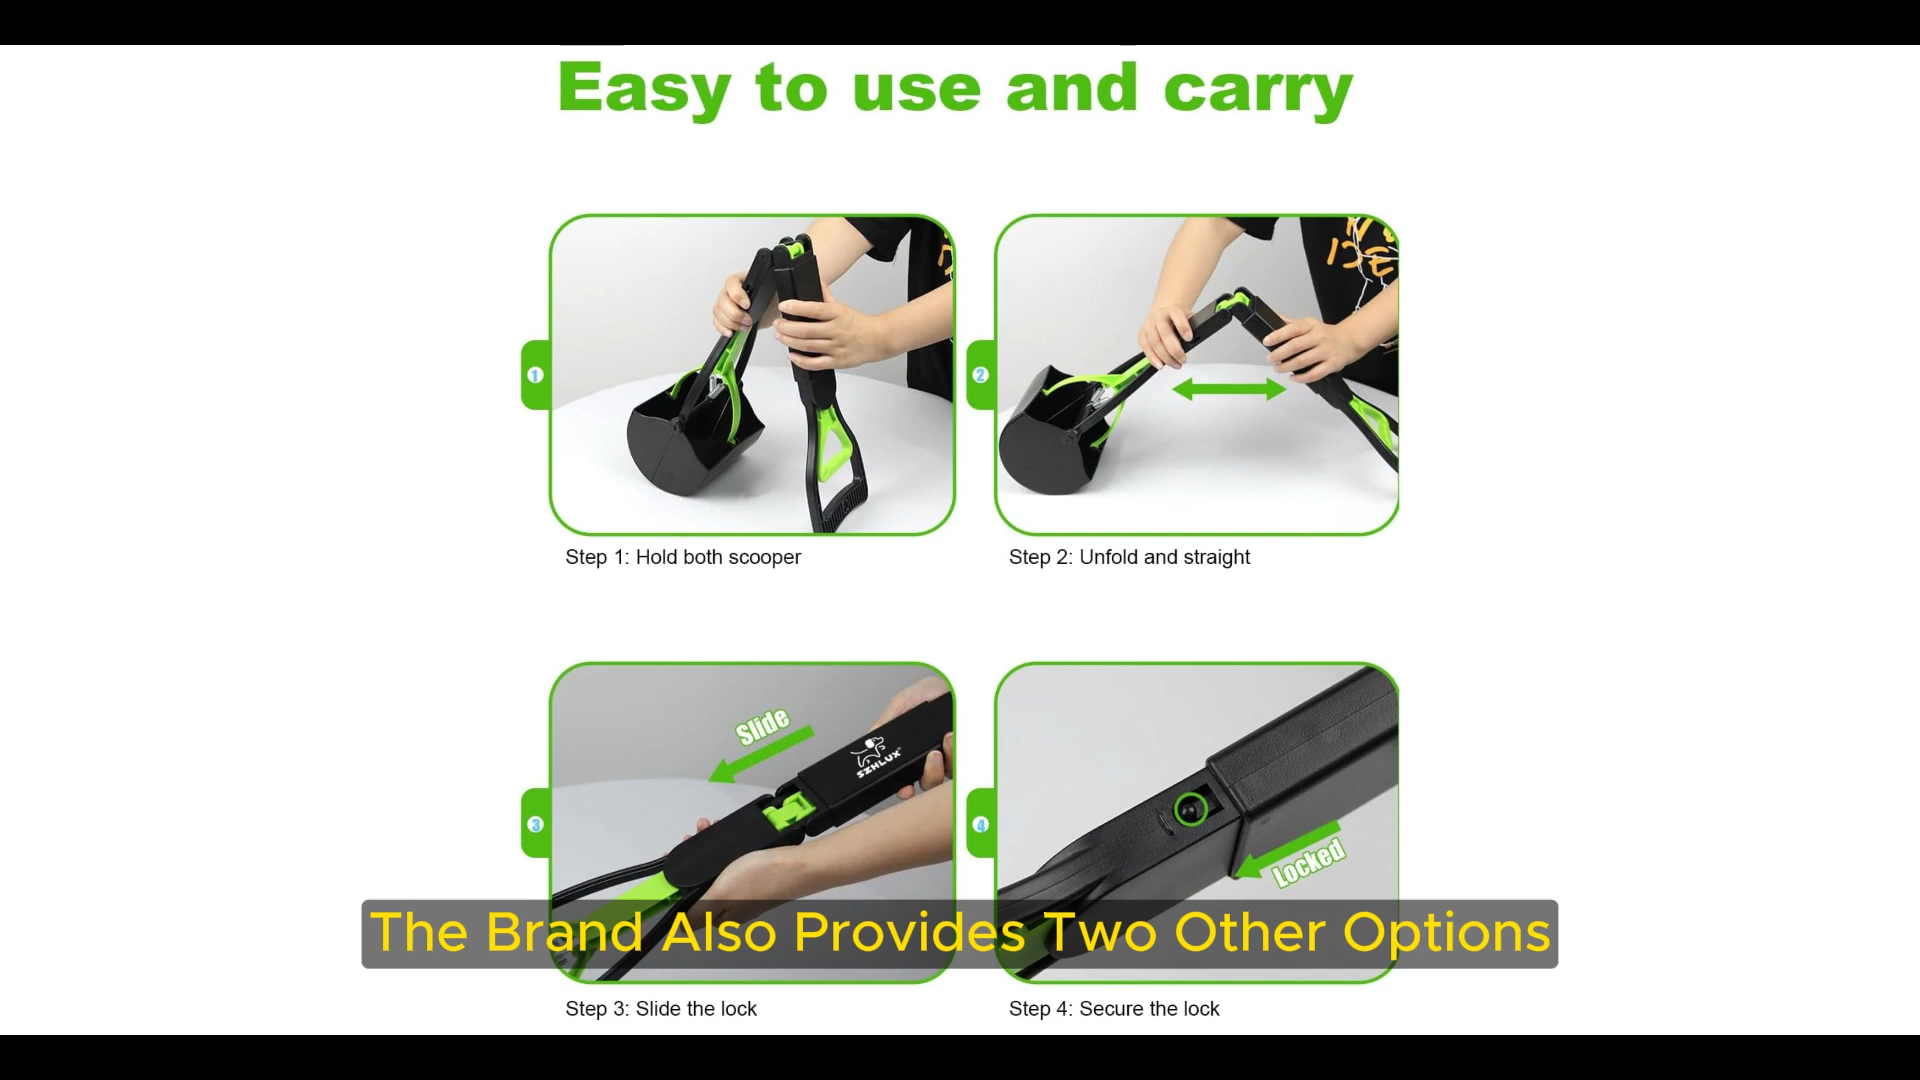 Easy to use and carry
1
2
Step 1: Hold both scooper
Step 2: Unfold and straight
Slide
SZHLUX
3
4
Locked
The Brand Also Provides Two Other Options
Step 3: Slide the lock
Step 4: Secure the lock